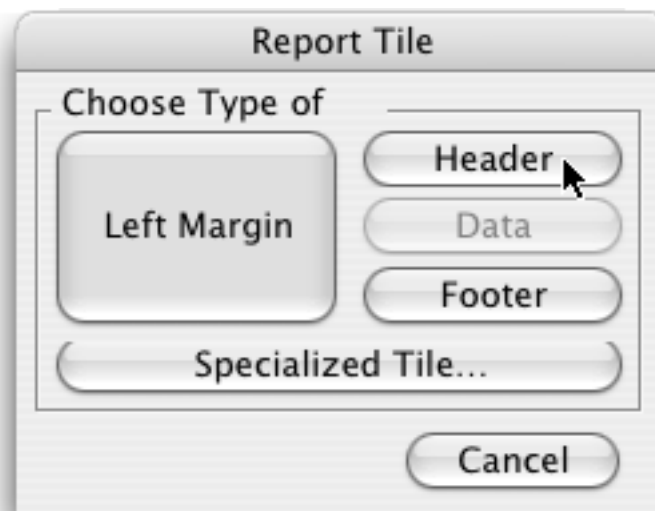 Report Tile
Choose Type of
Left Margin
Header
Data
Footer
Specialized Tile...
Cancel